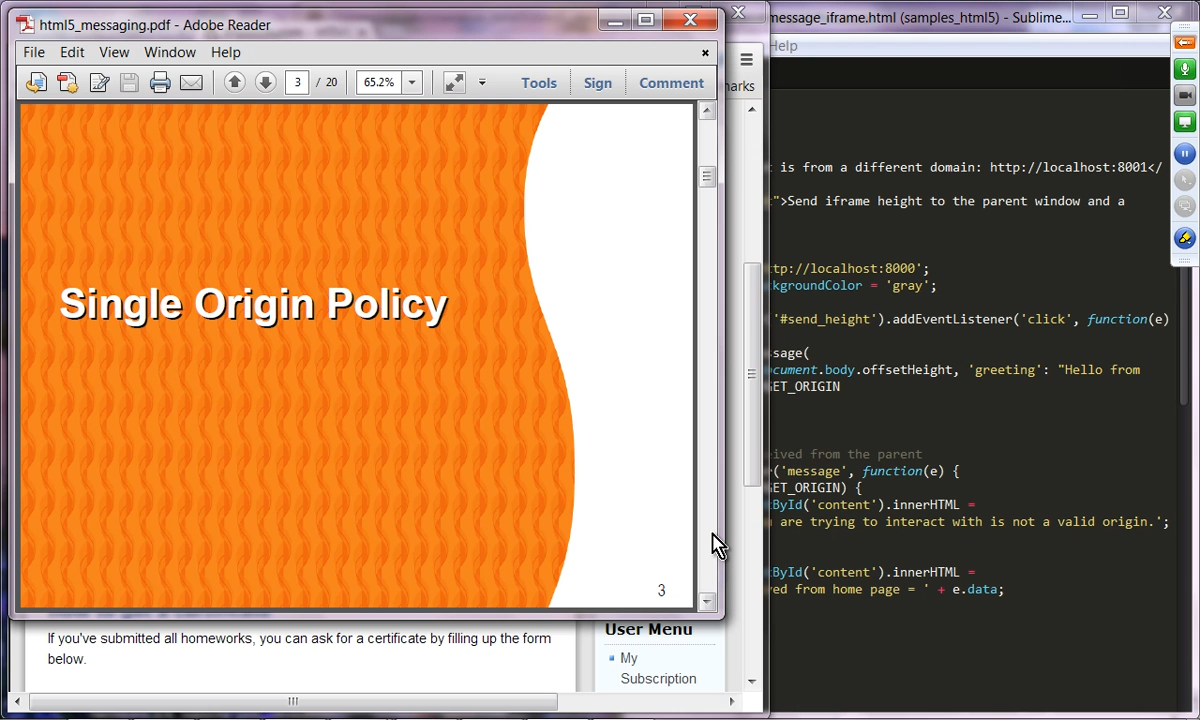 html5_messaging.pdf - Adobe Reader
message_iframe.html (samples_html5) - Sublime...
File Edit View Window Help
Help
3 / 20 65.2% Tools Sign Comment
Single Origin Policy
3
is from a different domain: http://localhost:8001</
">Send iframe height to the parent window and a
tp://localhost:8000';
kgroundColor = 'gray';
'#send_height').addEventListener('click', function(e)
sage(
cument.body.offsetHeight, 'greeting': "Hello from
GET_ORIGIN
ived from the parent
('message', function(e) {
GET_ORIGIN) {
ById('content').innerHTML =
are trying to interact with is not a valid origin.';
ById('content').innerHTML =
ed from home page = ' + e.data;
If you've submitted all homeworks, you can ask for a certificate by filling up the form
below.
User Menu
My
Subscription